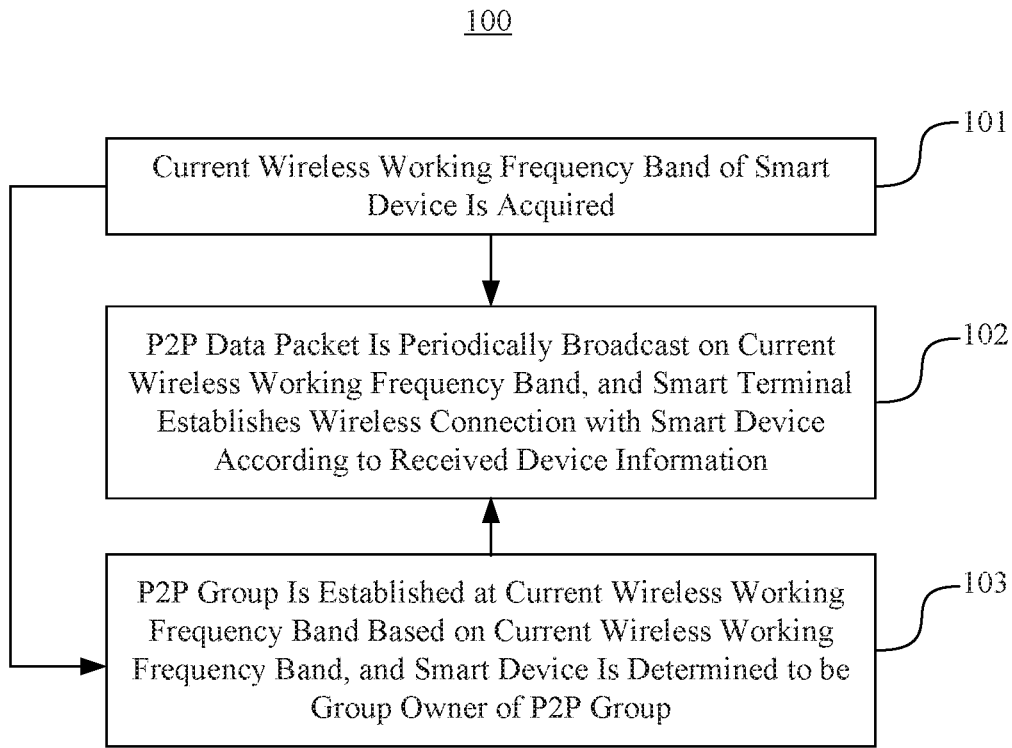 100
101
Current Wireless Working Frequency Band of Smart
Device Is Acquired
102
P2P Data Packet Is Periodically Broadcast on Current
Wireless Working Frequency Band, and Smart Terminal
Establishes Wireless Connection with Smart Device
According to Received Device Information
103
P2P Group Is Established at Current Wireless Working
Frequency Band Based on Current Wireless Working
Frequency Band, and Smart Device Is Determined to be
Group Owner of P2P Group